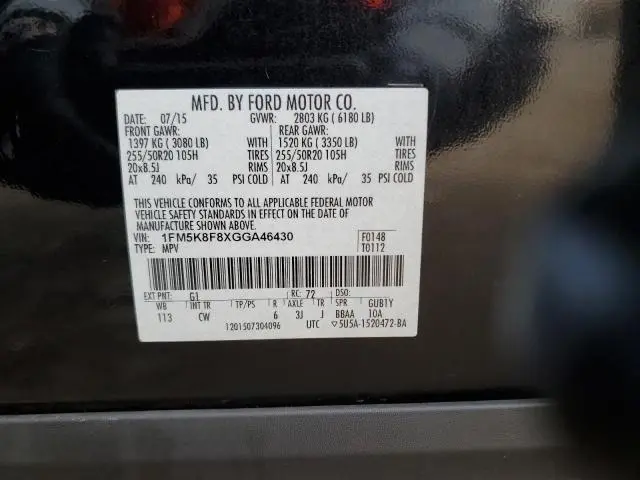 MFD. BY FORD MOTOR CO.
DATE: 07/15 GVWR: 2803 KG ( 6180 LB)
FRONT GAWR: REAR GAWR:
1397 KG ( 3080 LB) WITH 1520 KG ( 3350 LB) WITH
255/50R20 105H TIRES 255/50R20 105H TIRES
20x8.5J RIMS 20x8.5J RIMS
AT 240 kPa/ 35 PSI COLD AT 240 kPa/ 35 PSI COLD
THIS VEHICLE CONFORMS TO ALL APPLICABLE FEDERAL MOTOR
VEHICLE SAFETY STANDARDS IN EFFECT ON THE DATE OF
MANUFACTURE SHOWN ABOVE.
VIN: 1FM5K8F8XGGA46430 F0148
TYPE: MPV T0112
EXT PNT: G1 RC: 72 DSO:
WB INT TR TP/PS R AXLE TR SPR GUB1Y
113 CW 6 3J J BBAA 10A
1201507304096 UTC ▽5U5A-1520472-BA